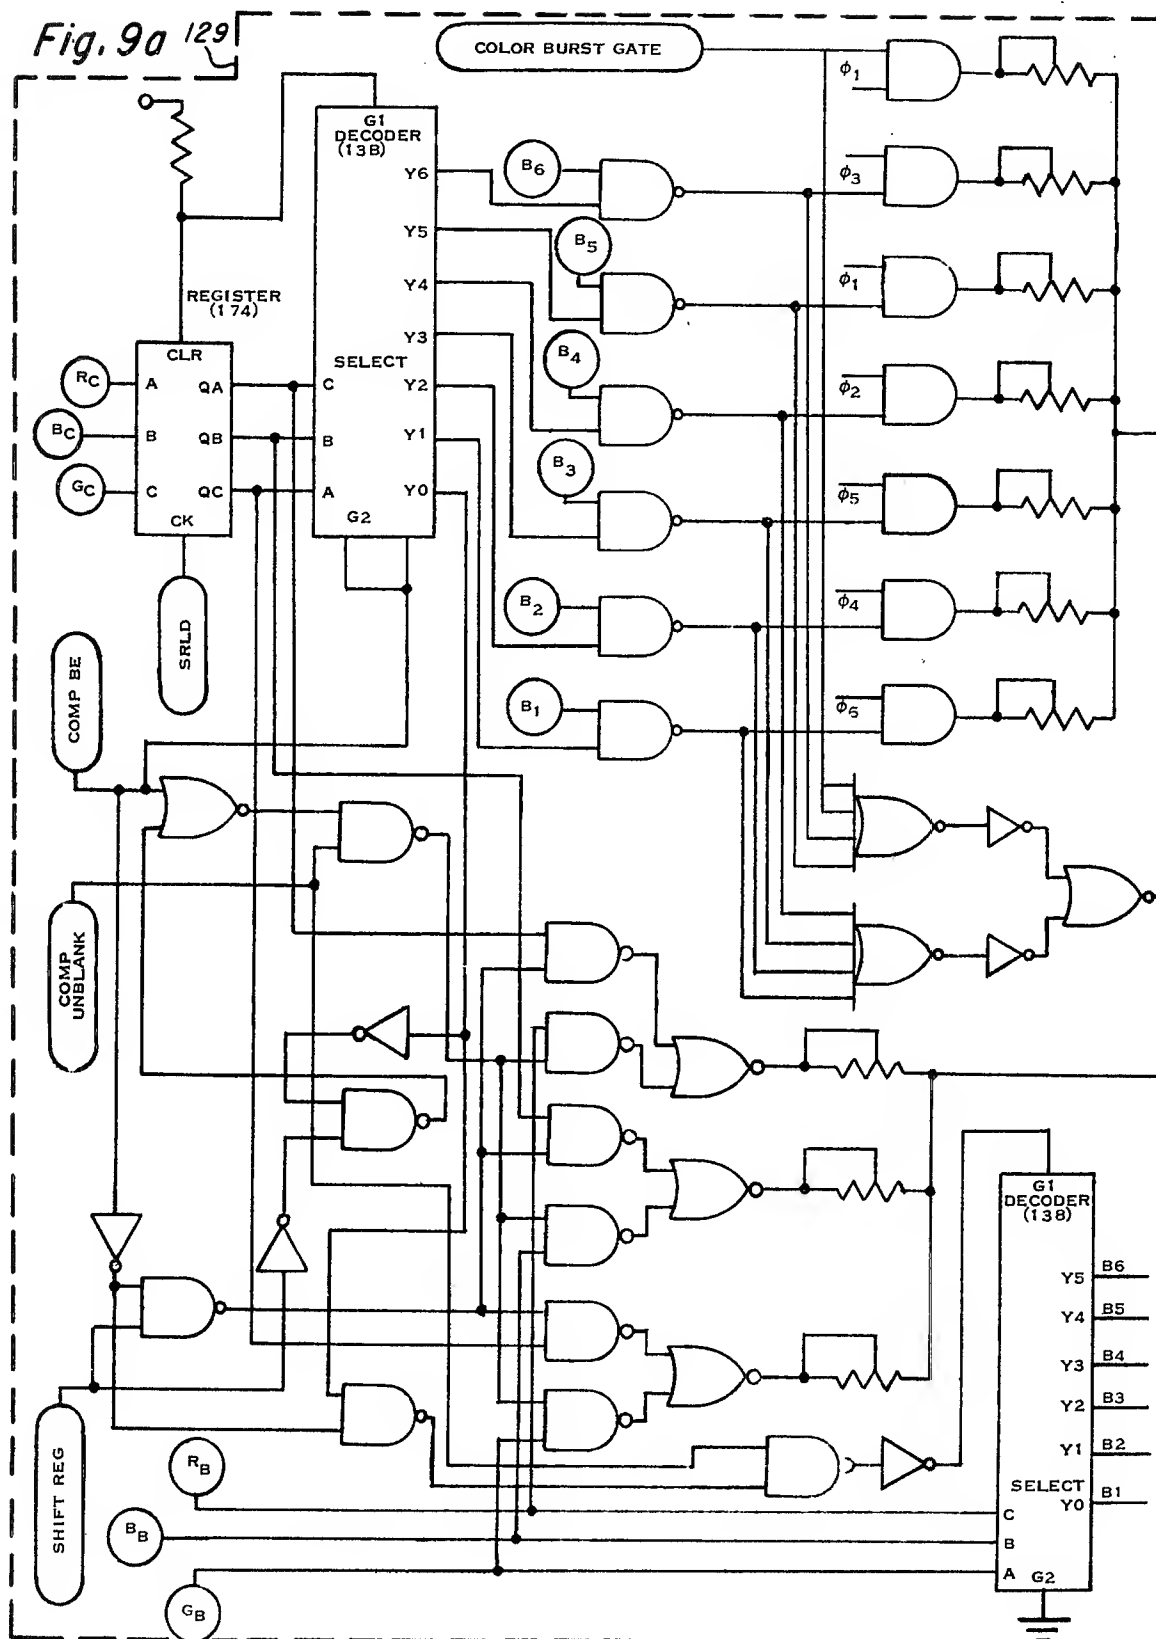 Fig. 9a 129
COLOR BURST GATE
ϕ1
G1
DECODER
(13B)
Y6
B6
ϕ3
Y5
B5
Y4
ϕ1
REGISTER
(174)
Y3
B4
CLR
SELECT
RC
A
QA
C
Y2
ϕ2
BC
B
QB
B
Y1
B3
GC
C
QC
A
Y0
ϕ5
CK
G2
B2
ϕ4
SRLD
COMP BE
B1
ϕ6
COMP
UNBLANK
G1
DECODER
(138)
Y5 B6
Y4 B5
Y3 B4
Y2 B3
Y1 B2
SELECT
Y0 B1
SHIFT REG
RB
C
BB
B
A
G2
GB